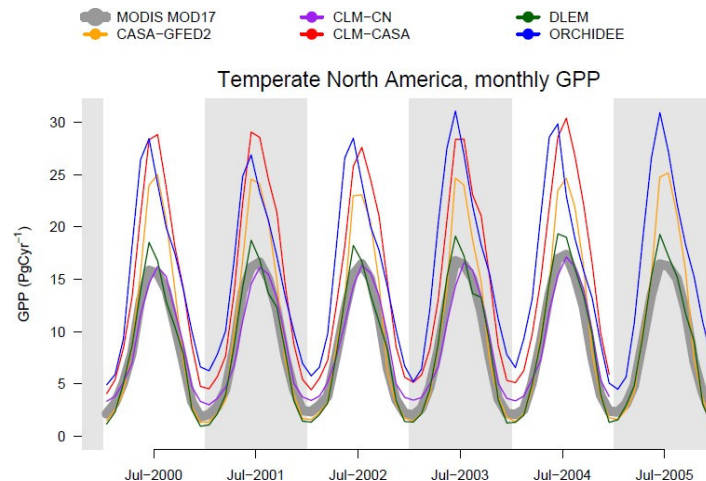 MODIS MOD17 CLM−CN DLEM
CASA−GFED2 CLM−CASA ORCHIDEE
Temperate North America, monthly GPP
GPP (PgCyr⁻¹)
30
25
20
15
10
5
0
Jul−2000 Jul−2001 Jul−2002 Jul−2003 Jul−2004 Jul−2005